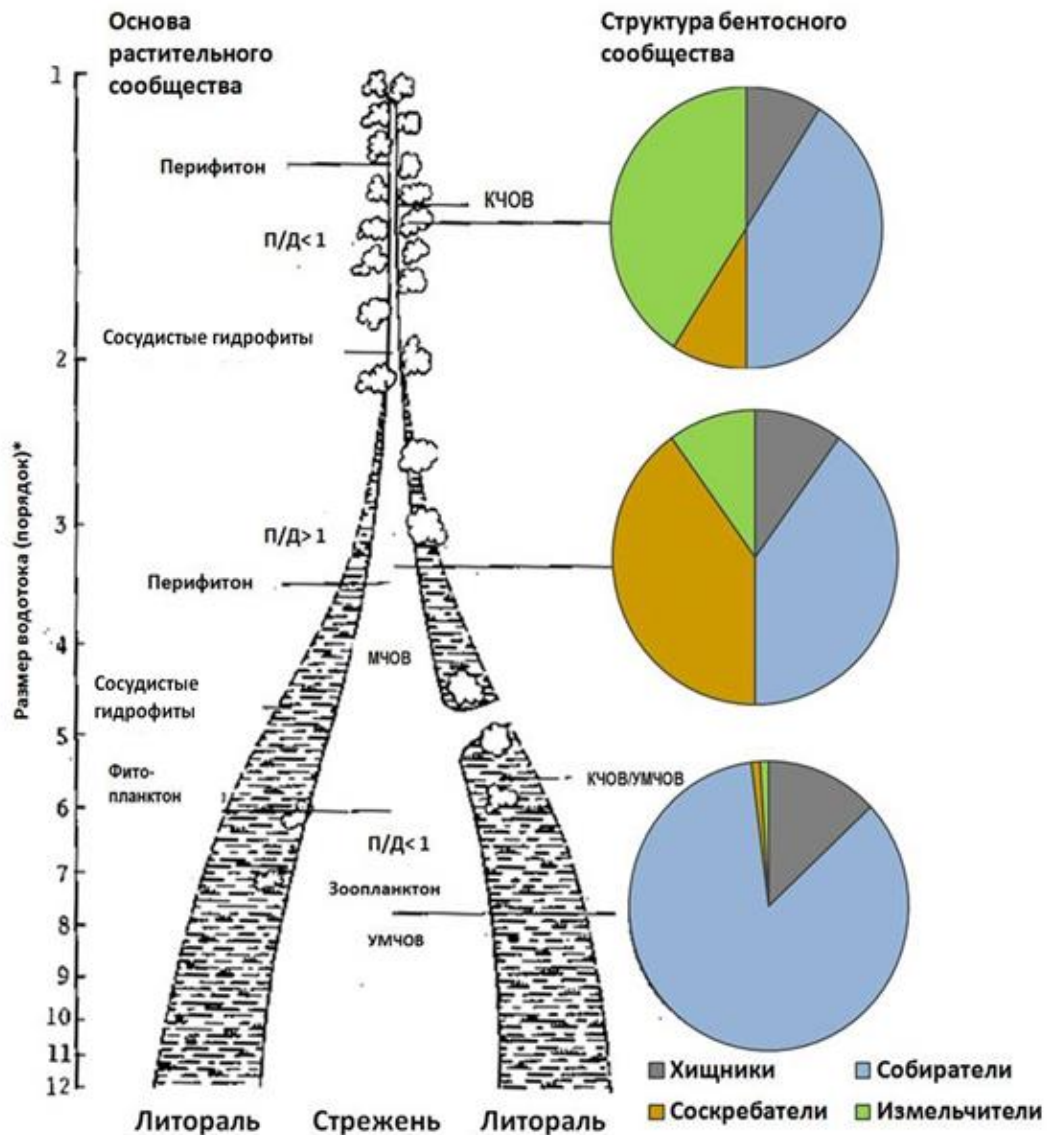 Основа
растительного
сообщества
Структура бентосного
сообщества
Размер водотока (порядок)*
1
Перифитон
КЧОВ
П/Д< 1
Сосудистые гидрофиты
2
3
П/Д> 1
Перифитон
4
МЧОВ
Сосудистые
гидрофиты
5
Фито-
планктон
КЧОВ/УМЧОВ
6
П/Д< 1
7
Зоопланктон
8
УМЧОВ
9
10
11
12
Хищники
Собиратели
Соскребатели
Измельчители
Литораль
Стрежень
Литораль